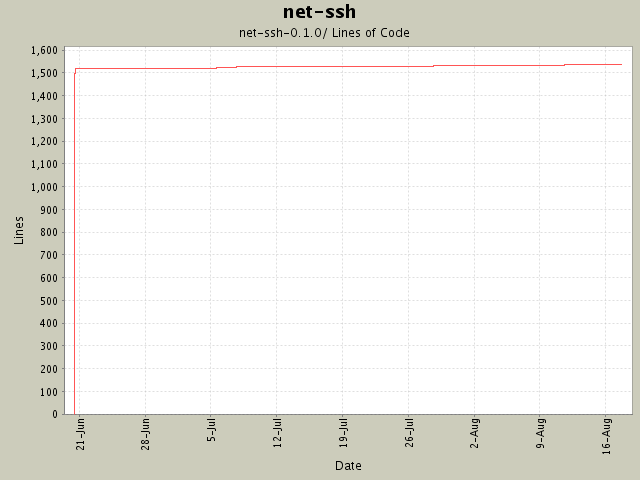 net-ssh
net-ssh-0.1.0/ Lines of Code
1,600
1,500
1,400
1,300
1,200
1,100
1,000
900
800
700
600
500
400
300
200
100
0
Lines
21-Jun
28-Jun
5-Jul
12-Jul
19-Jul
26-Jul
2-Aug
9-Aug
16-Aug
Date